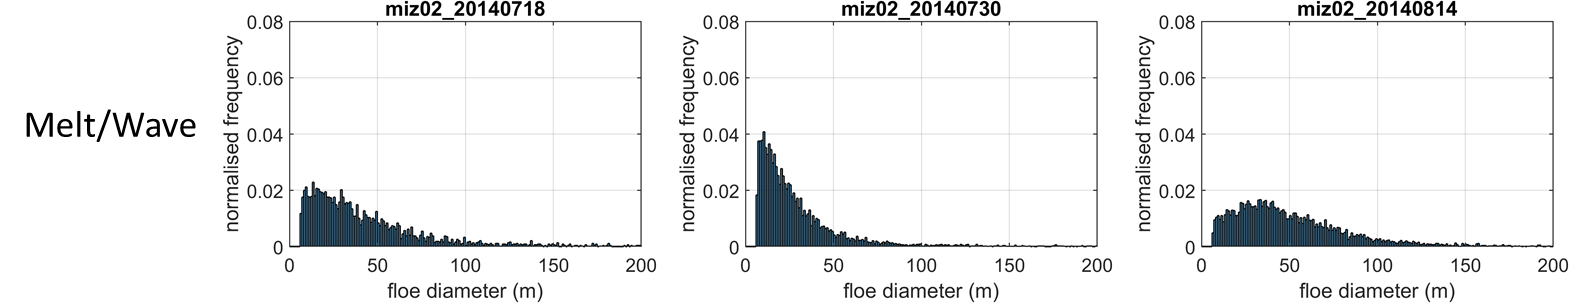 Melt/Wave
miz02_20140718
normalised frequency
0.08
0.06
0.04
0.02
0
0 50 100 150 200
floe diameter (m)
miz02_20140730
normalised frequency
0.08
0.06
0.04
0.02
0
0 50 100 150 200
floe diameter (m)
miz02_20140814
normalised frequency
0.08
0.06
0.04
0.02
0
0 50 100 150 200
floe diameter (m)